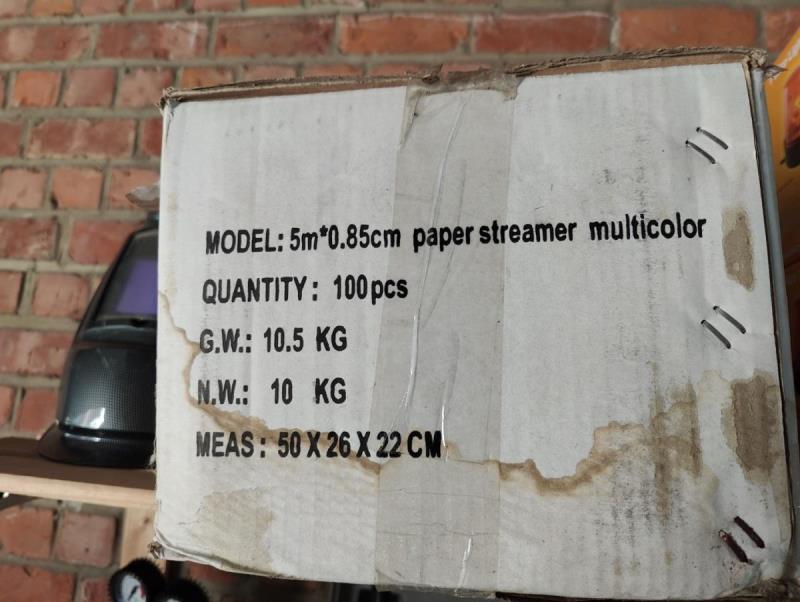 MODEL: 5m*0.85cm paper streamer multicolor
QUANTITY: 100pcs
G.W.: 10.5 KG
N.W.: 10 KG
MEAS: 50 X 26 X 22 CM